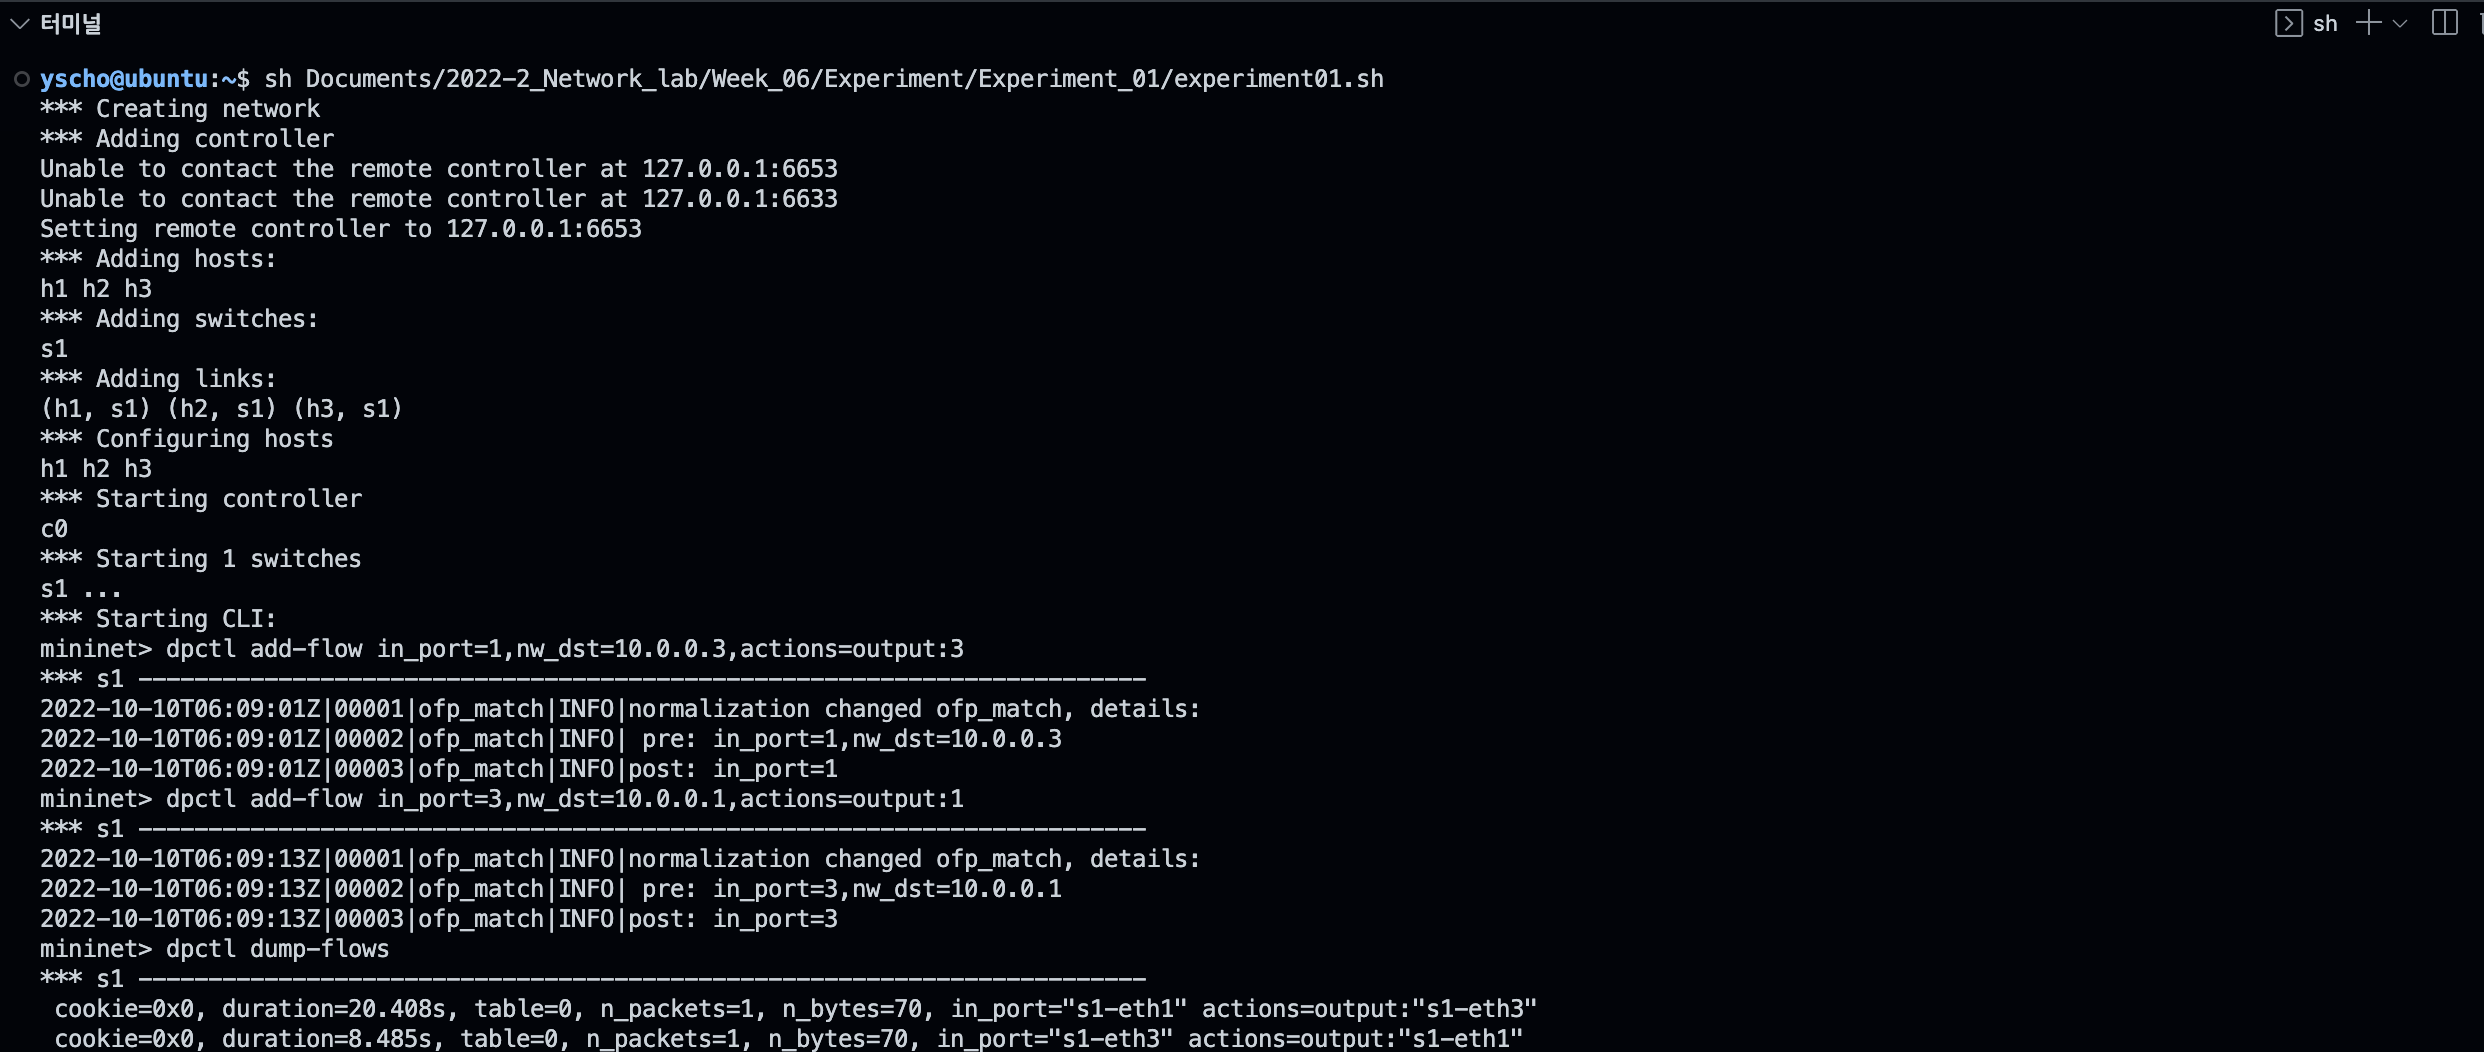 터미널
sh
yscho@ubuntu:~$ sh Documents/2022-2_Network_lab/Week_06/Experiment/Experiment_01/experiment01.sh
*** Creating network
*** Adding controller
Unable to contact the remote controller at 127.0.0.1:6653
Unable to contact the remote controller at 127.0.0.1:6633
Setting remote controller to 127.0.0.1:6653
*** Adding hosts:
h1 h2 h3
*** Adding switches:
s1
*** Adding links:
(h1, s1) (h2, s1) (h3, s1)
*** Configuring hosts
h1 h2 h3
*** Starting controller
c0
*** Starting 1 switches
s1 ...
*** Starting CLI:
mininet> dpctl add-flow in_port=1,nw_dst=10.0.0.3,actions=output:3
*** s1 ------------------------------------------------------------------------
2022-10-10T06:09:01Z|00001|ofp_match|INFO|normalization changed ofp_match, details:
2022-10-10T06:09:01Z|00002|ofp_match|INFO| pre: in_port=1,nw_dst=10.0.0.3
2022-10-10T06:09:01Z|00003|ofp_match|INFO|post: in_port=1
mininet> dpctl add-flow in_port=3,nw_dst=10.0.0.1,actions=output:1
*** s1 ------------------------------------------------------------------------
2022-10-10T06:09:13Z|00001|ofp_match|INFO|normalization changed ofp_match, details:
2022-10-10T06:09:13Z|00002|ofp_match|INFO| pre: in_port=3,nw_dst=10.0.0.1
2022-10-10T06:09:13Z|00003|ofp_match|INFO|post: in_port=3
mininet> dpctl dump-flows
*** s1 ------------------------------------------------------------------------
 cookie=0x0, duration=20.408s, table=0, n_packets=1, n_bytes=70, in_port="s1-eth1" actions=output:"s1-eth3"
 cookie=0x0, duration=8.485s, table=0, n_packets=1, n_bytes=70, in_port="s1-eth3" actions=output:"s1-eth1"